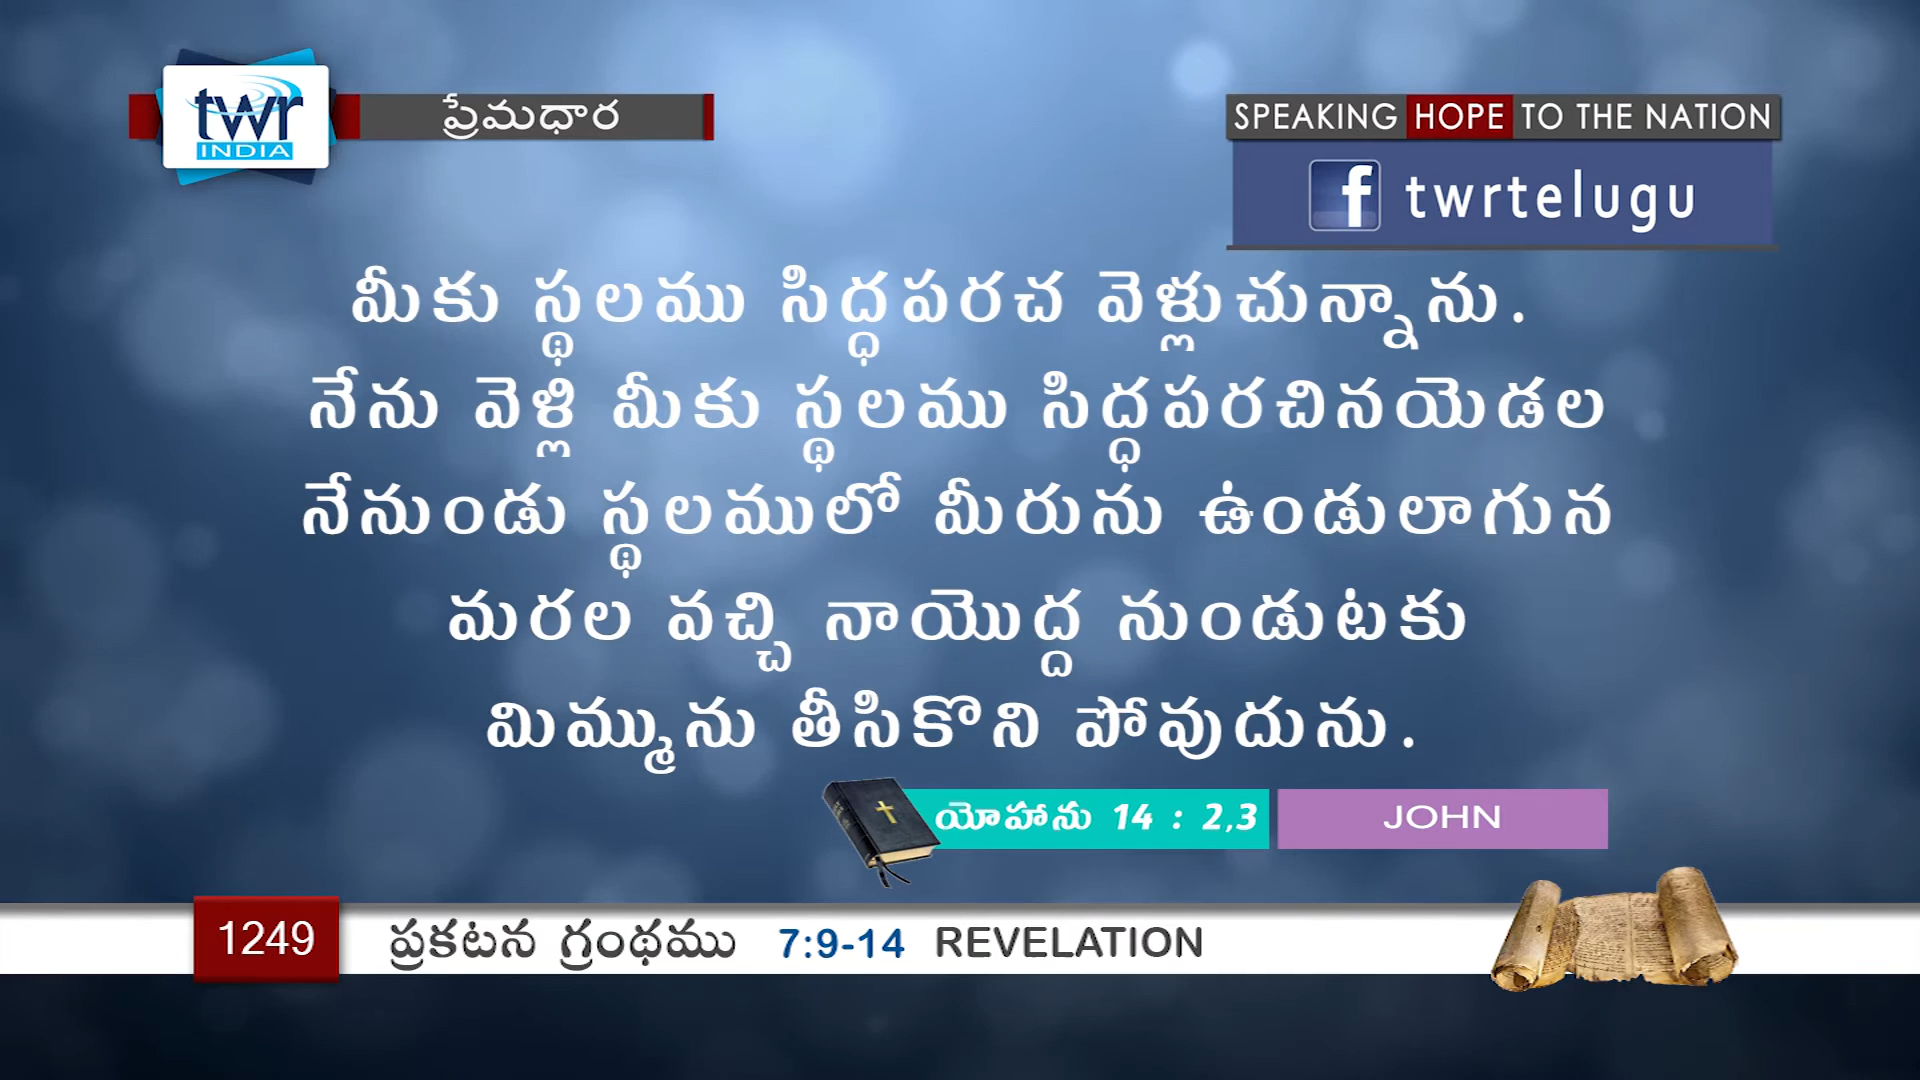 twr
INDIA
ప్రేమధార
SPEAKING HOPE TO THE NATION
f twrtelugu
మీకు స్థలము సిద్ధపరచ వెళ్లుచున్నాను.
నేను వెళ్లి మీకు స్థలము సిద్ధపరచినయెడల
నేనుండు స్థలములో మీరును ఉండులాగున
మరల వచ్చి నాయొద్ద నుండుటకు
మిమ్మును తీసికొని పోవుదును.
యోహాను 14 : 2,3 JOHN
1249 ప్రకటన గ్రంథము 7:9-14 REVELATION